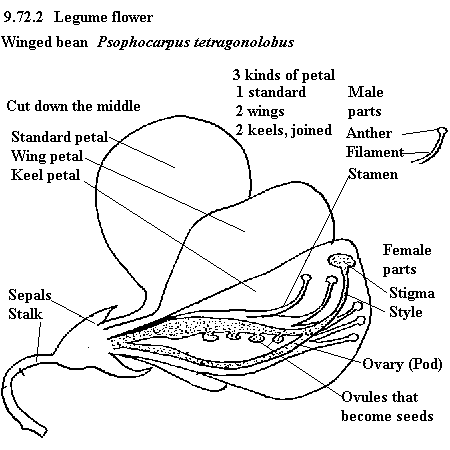 9.72.2 Legume flower
Winged bean Psophocarpus tetragonolobus
3 kinds of petal
1 standard
2 wings
2 keels, joined
Male
parts
Anther
Filament
Stamen
Cut down the middle
Standard petal
Wing petal
Keel petal
Female
parts
Stigma
Style
Sepals
Stalk
Ovary (Pod)
Ovules that
become seeds